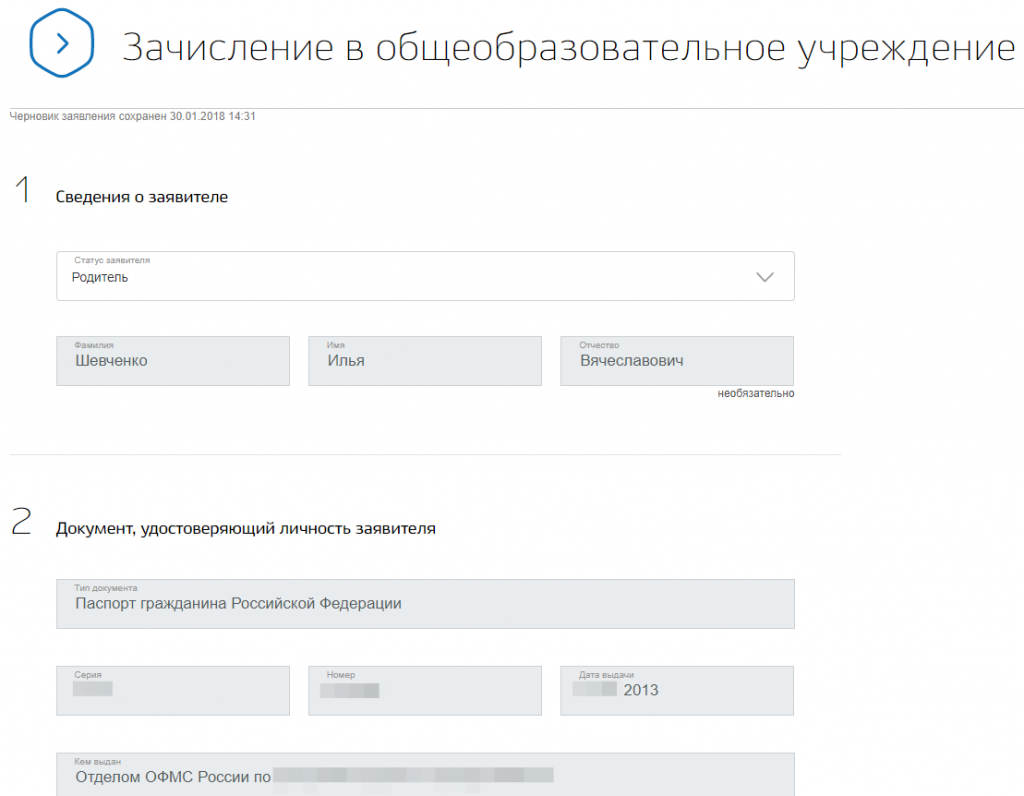 Зачисление в общеобразовательное учреждение
Черновик заявления сохранен 30.01.2018 14:31
1 Сведения о заявителе
Статус заявителя
Родитель
Фамилия Имя Отчество
Шевченко Илья Вячеславович
необязательно
2 Документ, удостоверяющий личность заявителя
Тип документа
Паспорт гражданина Российской Федерации
Серия Номер Дата выдачи
2013
Кем выдан
Отделом ОФМС России по